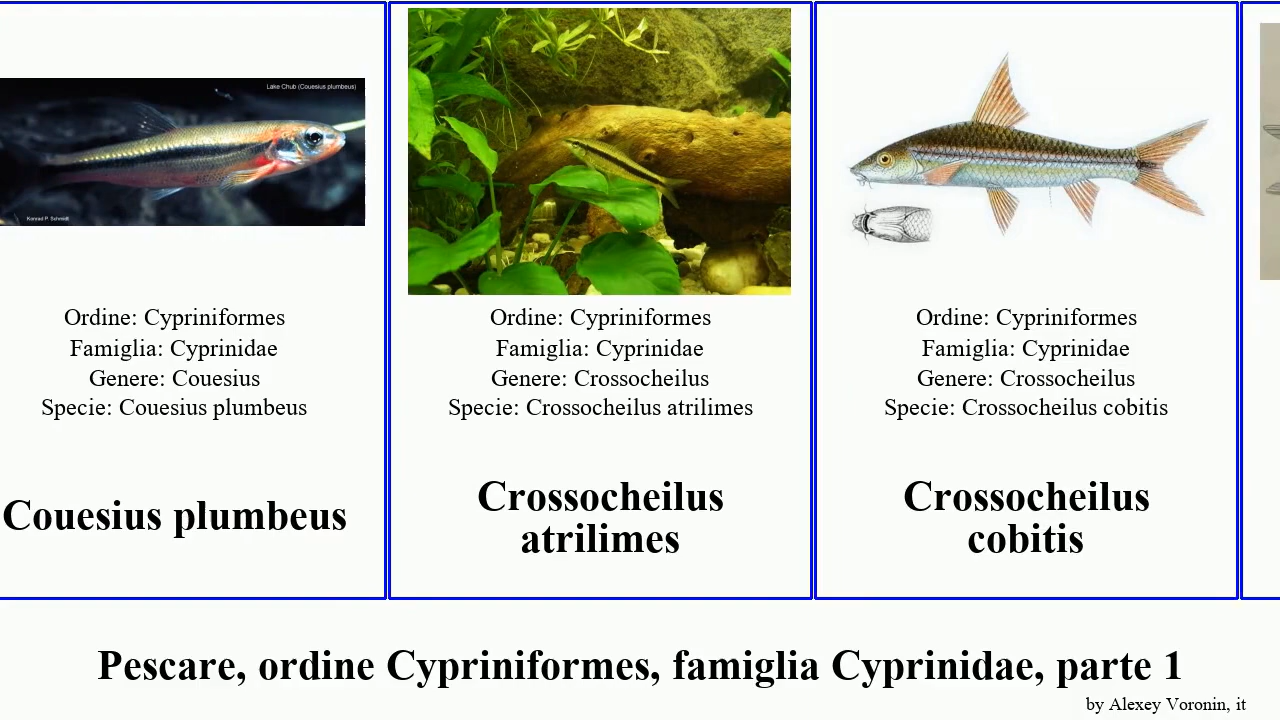 Lake Chub (Couesius plumbeus)
Konrad P. Schmidt
Ordine: Cypriniformes
Famiglia: Cyprinidae
Genere: Couesius
Specie: Couesius plumbeus
Couesius plumbeus
Ordine: Cypriniformes
Famiglia: Cyprinidae
Genere: Crossocheilus
Specie: Crossocheilus atrilimes
Crossocheilus
atrilimes
Ordine: Cypriniformes
Famiglia: Cyprinidae
Genere: Crossocheilus
Specie: Crossocheilus cobitis
Crossocheilus
cobitis
Pescare, ordine Cypriniformes, famiglia Cyprinidae, parte 1
by Alexey Voronin, it